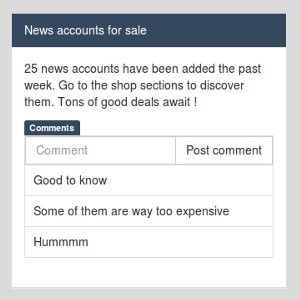 News accounts for sale
25 news accounts have been added the past
week. Go to the shop sections to discover
them. Tons of good deals await !
Comments
Comment
Post comment
Good to know
Some of them are way too expensive
Hummmm